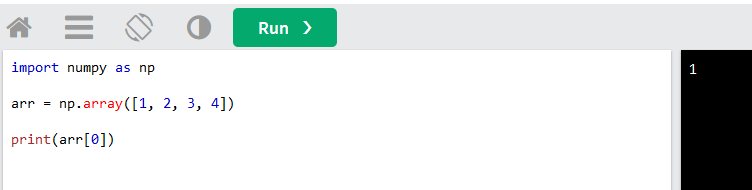 Run ❯
import numpy as np
arr = np.array([1, 2, 3, 4])
print(arr[0])
1